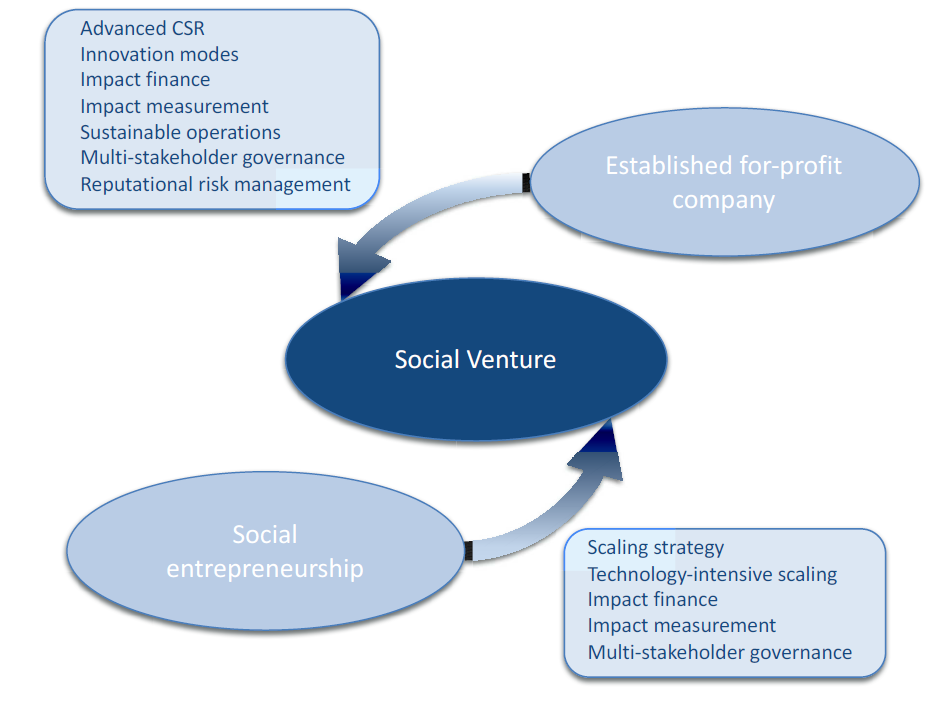 Advanced CSR
Innovation modes
Impact finance
Impact measurement
Sustainable operations
Multi-stakeholder governance
Reputational risk management
Established for-profit
company
Social Venture
Social
entrepreneurship
Scaling strategy
Technology-intensive scaling
Impact finance
Impact measurement
Multi-stakeholder governance